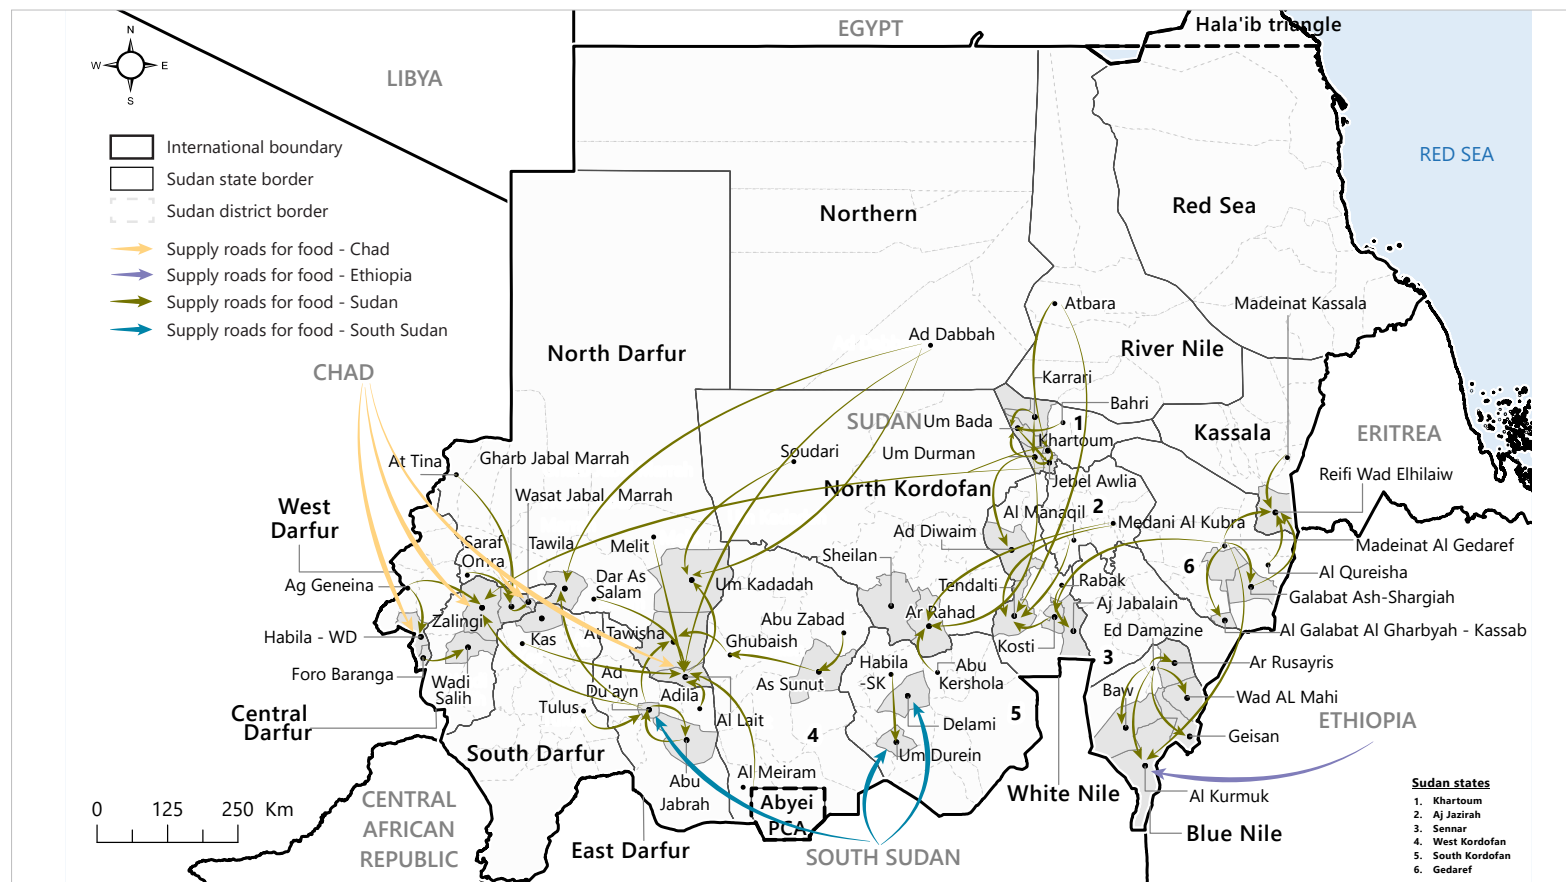 EGYPT
Hala'ib triangle
LIBYA
N
W
E
S
RED SEA
International boundary
Sudan state border
Sudan district border
Supply roads for food - Chad
Supply roads for food - Ethiopia
Supply roads for food - Sudan
Supply roads for food - South Sudan
Northern
Red Sea
Atbara
Madeinat Kassala
Ad Dabbah
River Nile
North Darfur
CHAD
Karrari
Bahri
SUDAN
Um Bada
1
Kassala
ERITREA
Khartoum
Soudari
Um Durman
At Tina
Gharb Jabal Marrah
Reifi Wad Elhilaiw
Jebel Awlia
North Kordofan
Wasat Jabal Marrah
West
Darfur
2
Al Manaqil
Medani Al Kubra
Ad Diwaim
Saraf
Omra
Tawila
Melit
Madeinat Al Gedaref
Sheilan
6
Al Qureisha
Ag Geneina
Dar As
Salam
Um Kadadah
Tendalti
Rabak
Galabat Ash-Shargiah
Aj Jabalain
Ar Rahad
Abu Zabad
Zalingi
Al Galabat Al Gharbyah - Kassab
Ed Damazine
Habila - WD
Kas
At Tawisha
Ghubaish
Kosti
3
Ar Rusayris
Habila
-SK
Abu
Kershola
Foro Baranga
Wadi
Salih
Ad
Du'ayn
Adila
As Sunut
Baw
Wad AL Mahi
Central
Darfur
Tulus
Al Lait
Delami
5
ETHIOPIA
4
Geisan
South Darfur
Um Durein
Al Meiram
Abu
Jabrah
White Nile
Al Kurmuk
Abyei
PCA
Blue Nile
0 125 250 Km
CENTRAL
AFRICAN
REPUBLIC
East Darfur
SOUTH SUDAN
Sudan states
1. Khartoum
2. Aj Jazirah
3. Sennar
4. West Kordofan
5. South Kordofan
6. Gedaref